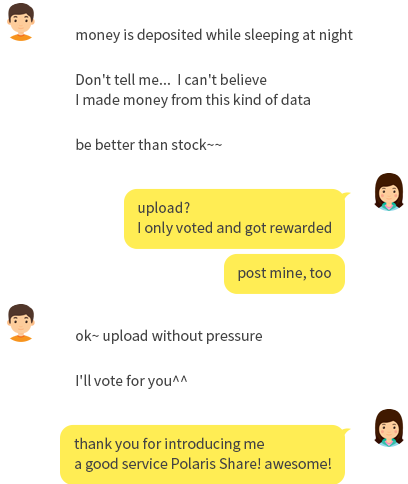 money is deposited while sleeping at night
Don't tell me... I can't believe
I made money from this kind of data
be better than stock~~
upload?
I only voted and got rewarded
post mine, too
ok~ upload without pressure
I'll vote for you^^
thank you for introducing me
a good service Polaris Share! awesome!